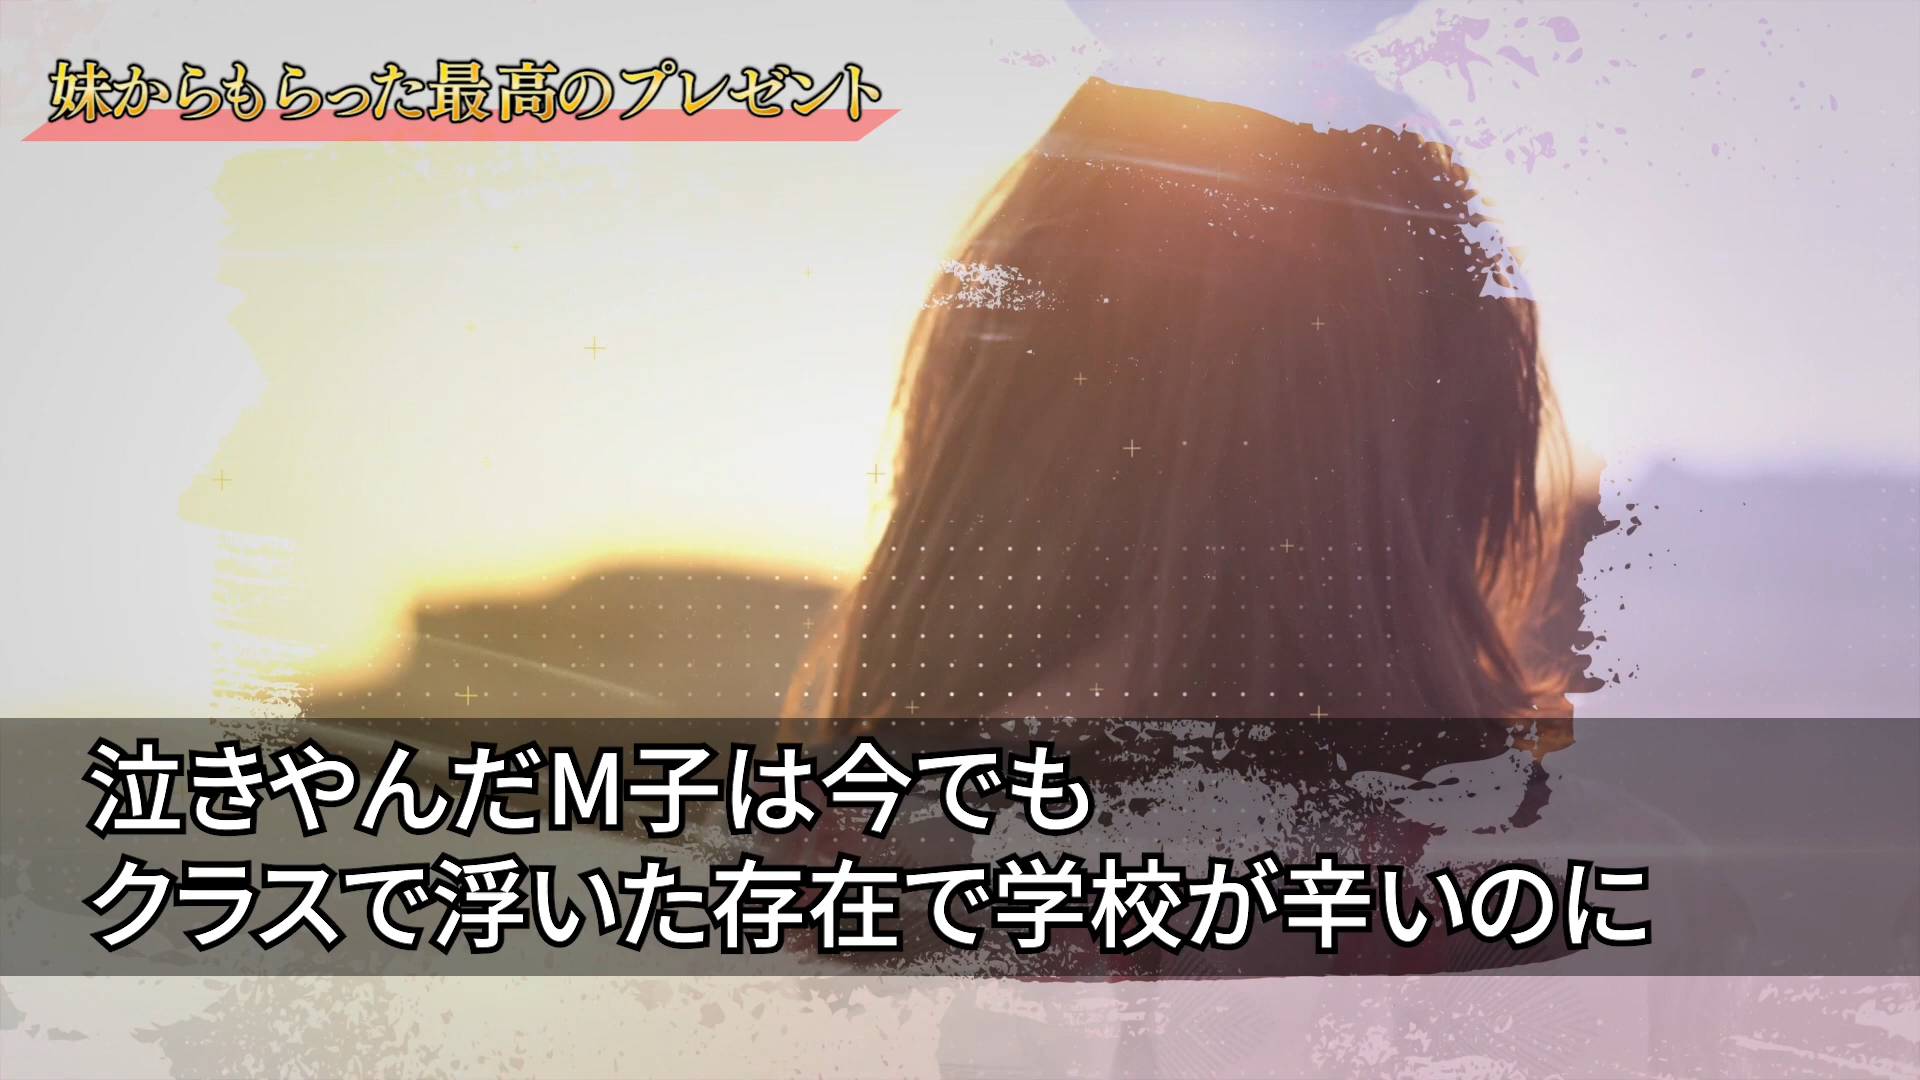 妹からもらった最高のプレゼント
泣きやんだM子は今でも
クラスで浮いた存在で学校が辛いのに